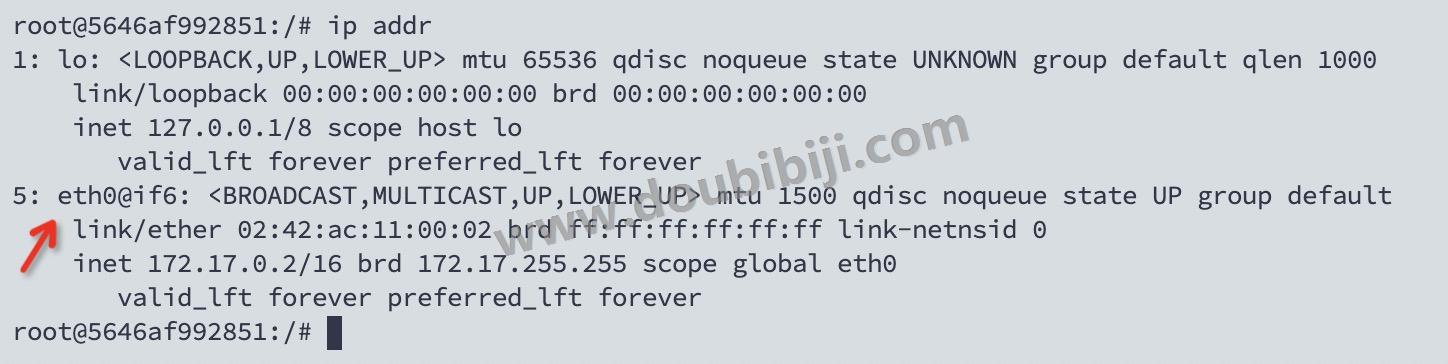 root@5646af992851:/# ip addr
1: lo: <LOOPBACK,UP,LOWER_UP> mtu 65536 qdisc noqueue state UNKNOWN group default qlen 1000
    link/loopback 00:00:00:00:00:00 brd 00:00:00:00:00:00
    inet 127.0.0.1/8 scope host lo
       valid_lft forever preferred_lft forever
5: eth0@if6: <BROADCAST,MULTICAST,UP,LOWER_UP> mtu 1500 qdisc noqueue state UP group default
    link/ether 02:42:ac:11:00:02 brd ff:ff:ff:ff:ff:ff link-netnsid 0
    inet 172.17.0.2/16 brd 172.17.255.255 scope global eth0
       valid_lft forever preferred_lft forever
root@5646af992851:/#
www.doubibiji.com